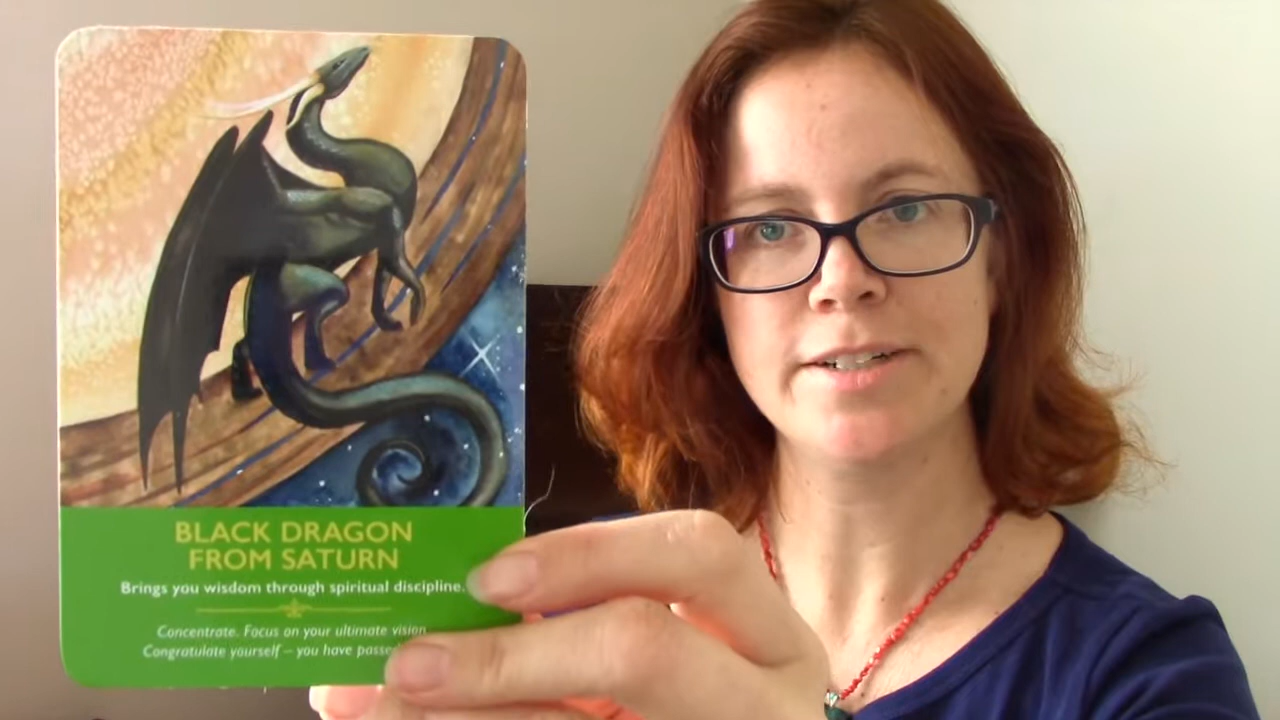 BLACK DRAGON
FROM SATURN
Brings you wisdom through spiritual discipline.
Concentrate. Focus on your ultimate vision
Congratulate yourself – you have passe